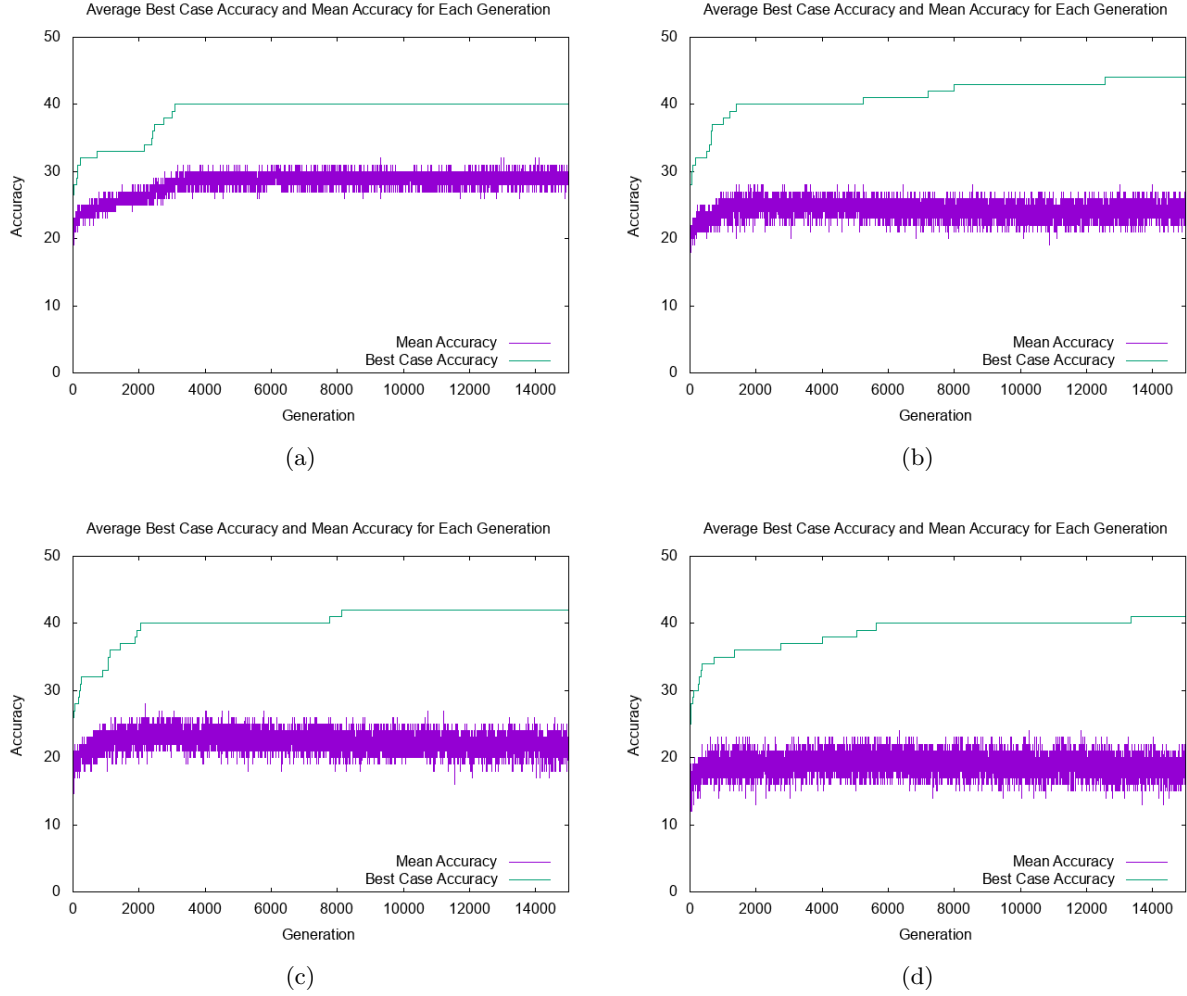 Average Best Case Accuracy and Mean Accuracy for Each Generation
50
40
30
20
10
0
Accuracy
Mean Accuracy
Best Case Accuracy
0 2000 4000 6000 8000 10000 12000 14000
Generation
(a)
Average Best Case Accuracy and Mean Accuracy for Each Generation
50
40
30
20
10
0
Accuracy
Mean Accuracy
Best Case Accuracy
0 2000 4000 6000 8000 10000 12000 14000
Generation
(b)
Average Best Case Accuracy and Mean Accuracy for Each Generation
50
40
30
20
10
0
Accuracy
Mean Accuracy
Best Case Accuracy
0 2000 4000 6000 8000 10000 12000 14000
Generation
(c)
Average Best Case Accuracy and Mean Accuracy for Each Generation
50
40
30
20
10
0
Accuracy
Mean Accuracy
Best Case Accuracy
0 2000 4000 6000 8000 10000 12000 14000
Generation
(d)